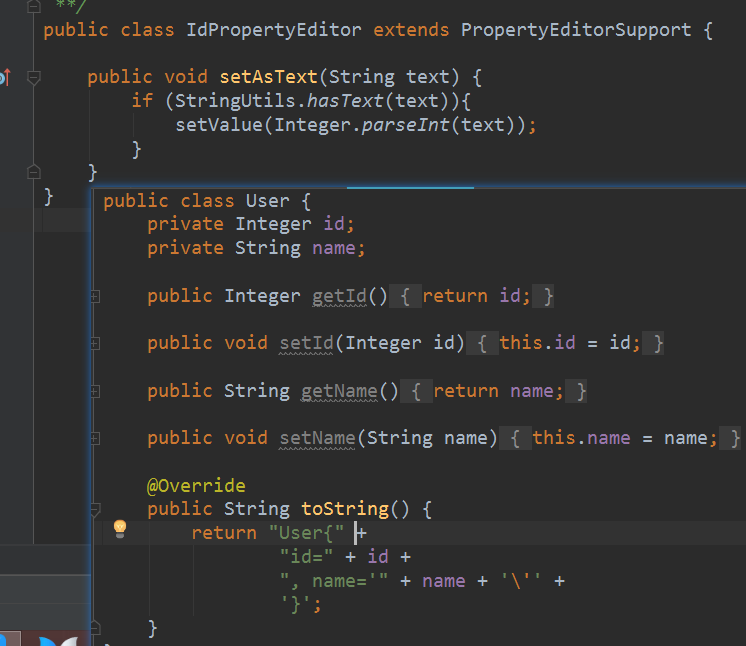 **/
public class IdPropertyEditor extends PropertyEditorSupport {
public void setAsText(String text) {
if (StringUtils.hasText(text)){
setValue(Integer.parseInt(text));
}
}
}
public class User {
private Integer id;
private String name;
public Integer getId() { return id; }
public void setId(Integer id) { this.id = id; }
public String getName() { return name; }
public void setName(String name) { this.name = name; }
@Override
public String toString() {
return "User{" +
"id=" + id +
", name='" + name + '\'' +
'}';
}